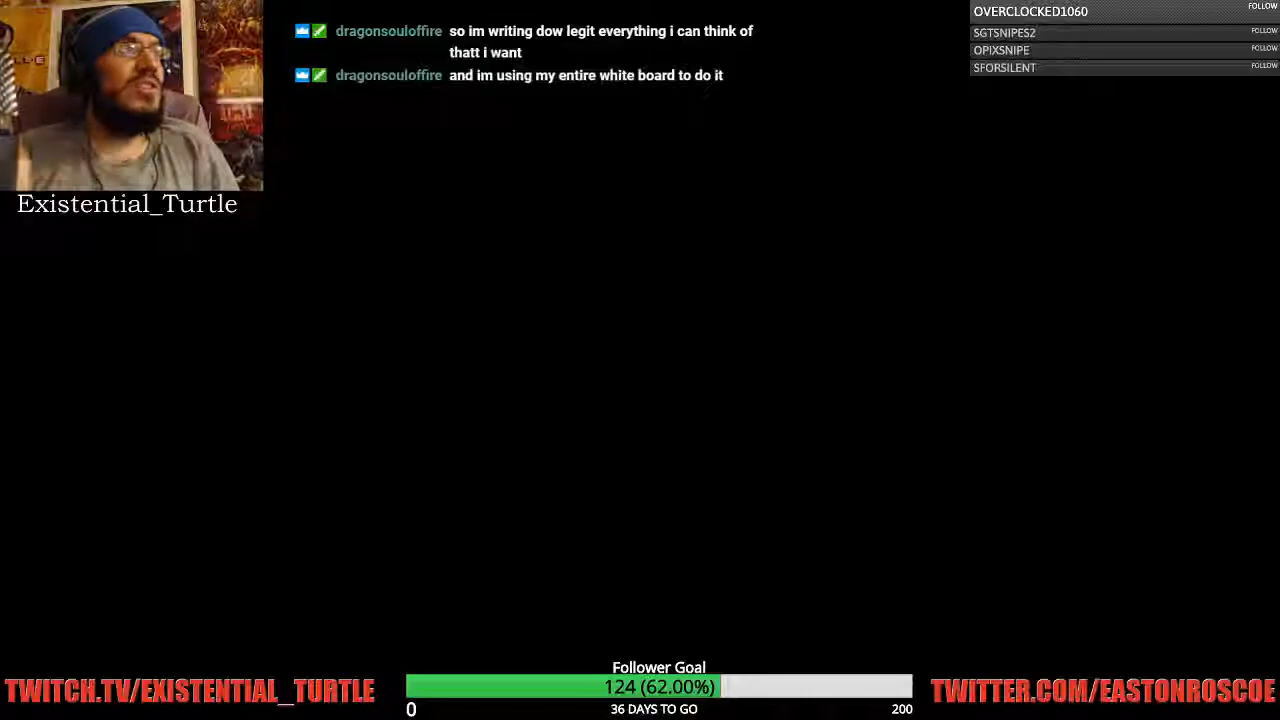 dragonsouloffire so im writing dow legit everything i can think of
thatt i want
dragonsouloffire and im using my entire white board to do it
OVERCLOCKED1060 FOLLOW
SGTSNIPES2 FOLLOW
OPIXSNIPE FOLLOW
SFORSILENT FOLLOW
Existential_Turtle
Follower Goal
124 (62.00%)
0 36 DAYS TO GO 200
TWITCH.TV/EXISTENTIAL_TURTLE
TWITTER.COM/EASTONROSCOE